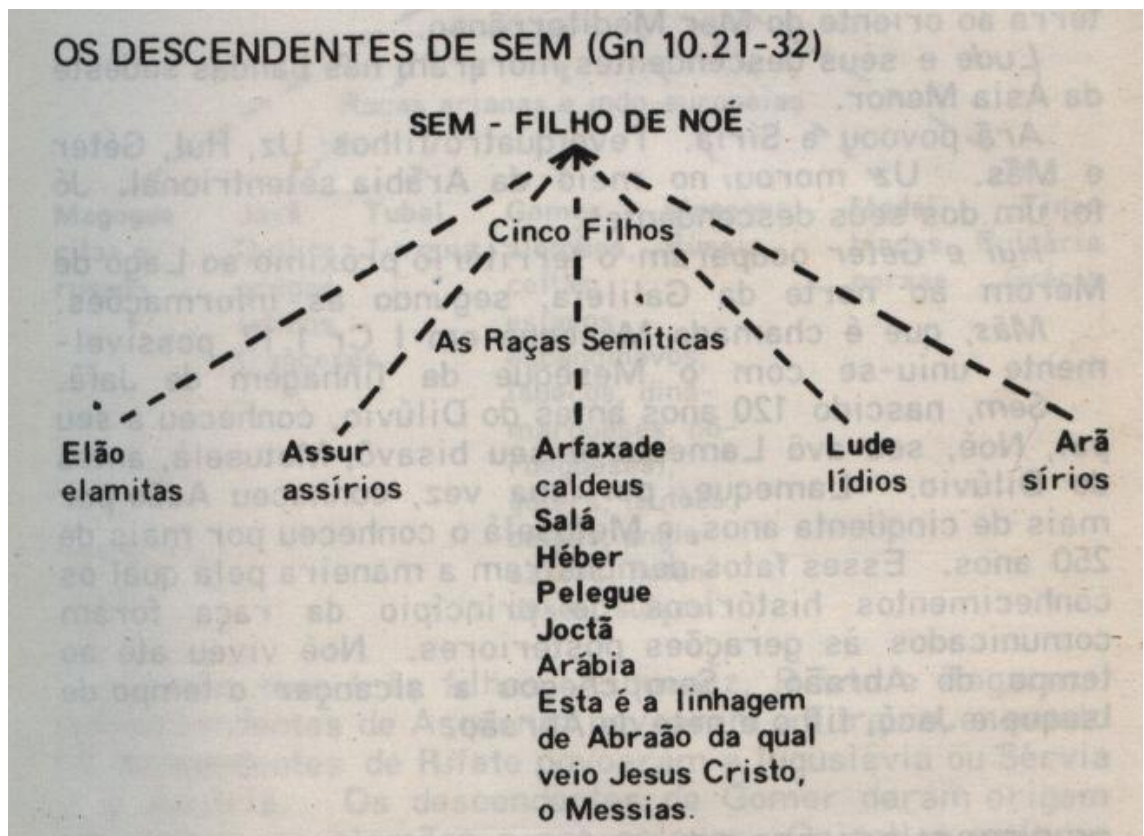 OS DESCENDENTES DE SEM (Gn 10.21-32)
SEM - FILHO DE NOÉ
Cinco Filhos
As Raças Semíticas
Elão
elamitas
Assur
assírios
Arfaxade
caldeus
Salá
Héber
Pelegue
Joctã
Arábia
Esta é a linhagem
de Abraão da qual
veio Jesus Cristo,
o Messias.
Lude
lídios
Arã
sírios